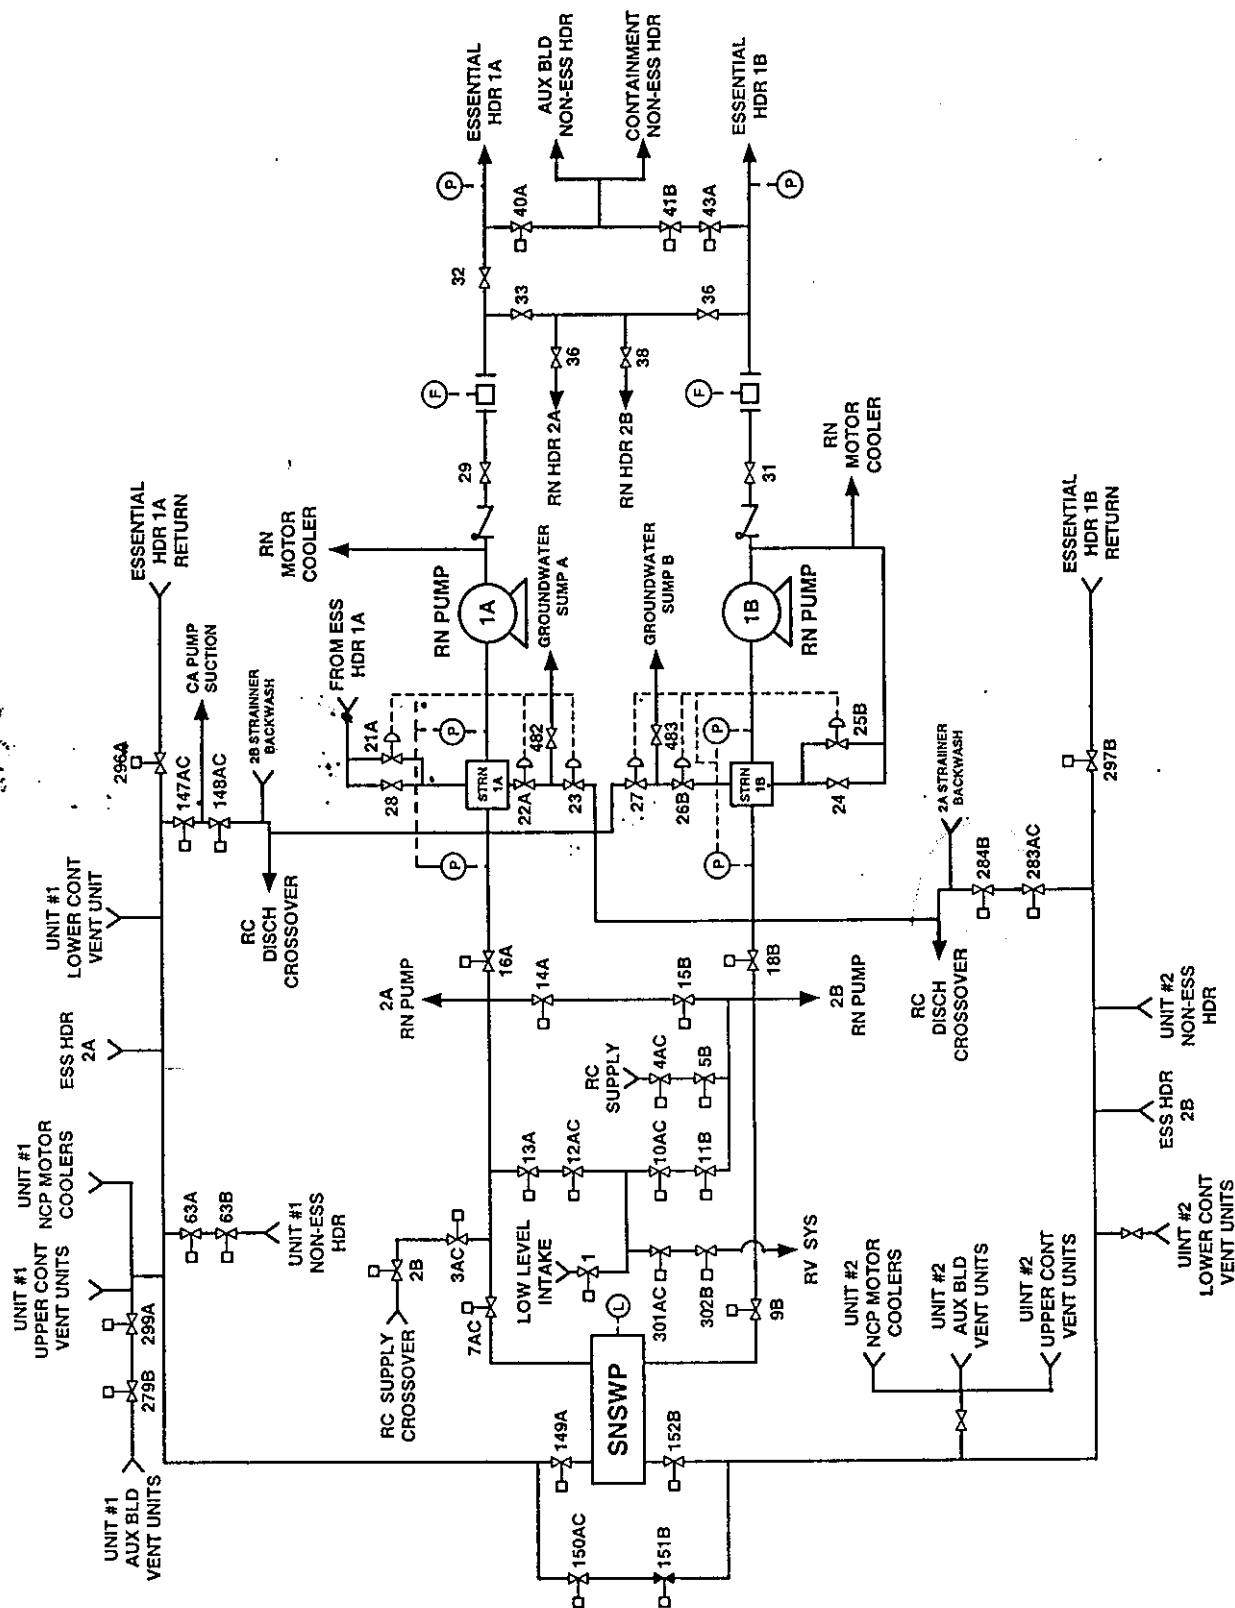 ESSENTIAL
HDR 1A
AUX BLD
NON-ESS HDR
CONTAINMENT
NON-ESS HDR
ESSENTIAL
HDR 1B
P
P
40A
41B
43A
32
33
36
36
38
F
F
RN HDR 2A
RN HDR 2B
29
31
RN
MOTOR
COOLER
RN
MOTOR
COOLER
ESSENTIAL
HDR 1A
RETURN
GROUNDWATER
SUMP A
GROUNDWATER
SUMP B
ESSENTIAL
HDR 1B
RETURN
1A
RN PUMP
1B
RN PUMP
CA PUMP
SUCTION
FROM ESS
HDR 1A
2B STRAINNER
BACKWASH
296A
147AC
148AC
21A
28
P
STRN
1A
22A
482
23
27
483
26B
P
STRN
1B
25B
24
2A STRAINER
BACKWASH
297B
284B
283AC
P
P
UNIT #1
LOWER CONT
VENT UNIT
RC
DISCH
CROSSOVER
16A
18B
RC
DISCH
CROSSOVER
2A
RN PUMP
14A
15B
2B
RN PUMP
UNIT #2
NON-ESS
HDR
ESS HDR
2A
RC
SUPPLY
4AC
5B
ESS HDR
2B
UNIT #1
NCP MOTOR
COOLERS
13A
12AC
10AC
11B
63A
63B
UNIT #1
NON-ESS
HDR
2B
3AC
LOW LEVEL
INTAKE
1
301AC
302B
RV SYS
UINT #2
LOWER CONT
VENT UNITS
UNIT #1
UPPER CONT
VENT UNITS
299A
279B
RC SUPPLY
CROSSOVER
7AC
L
9B
UNIT #2
NCP MOTOR
COOLERS
UNIT #2
AUX BLD
VENT UNITS
UINT #2
UPPER CONT
VENT UNITS
SNSWP
149A
152B
UNIT #1
AUX BLD
VENT UNITS
150AC
151B